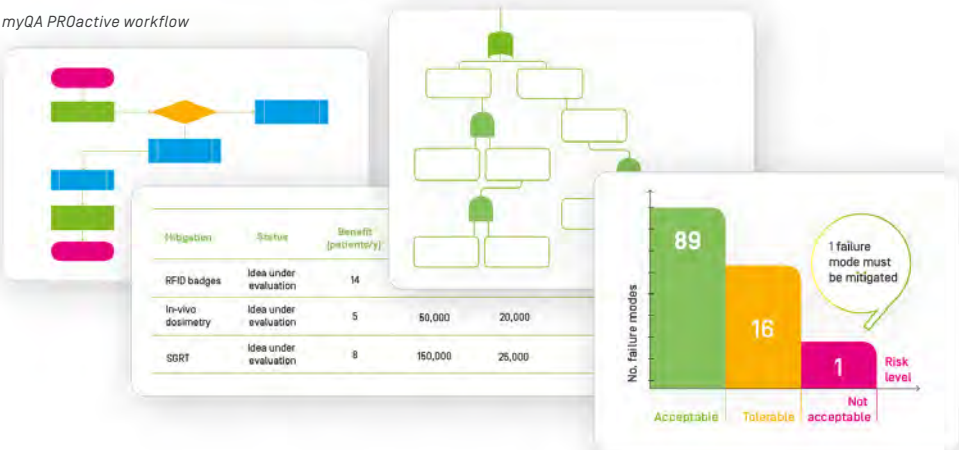 myQA PROactive workflow
Mitigation Status Benefit
(patients/y)
RFID badges Idea under
evaluation 14
In-vivo
dosimetry Idea under
evaluation 5 50,000 20,000
SGRT Idea under
evaluation 8 150,000 25,000
No. failure modes
89
16
1
1 failure
mode must
be mitigated
Risk
level
Acceptable Tolerable Not
acceptable